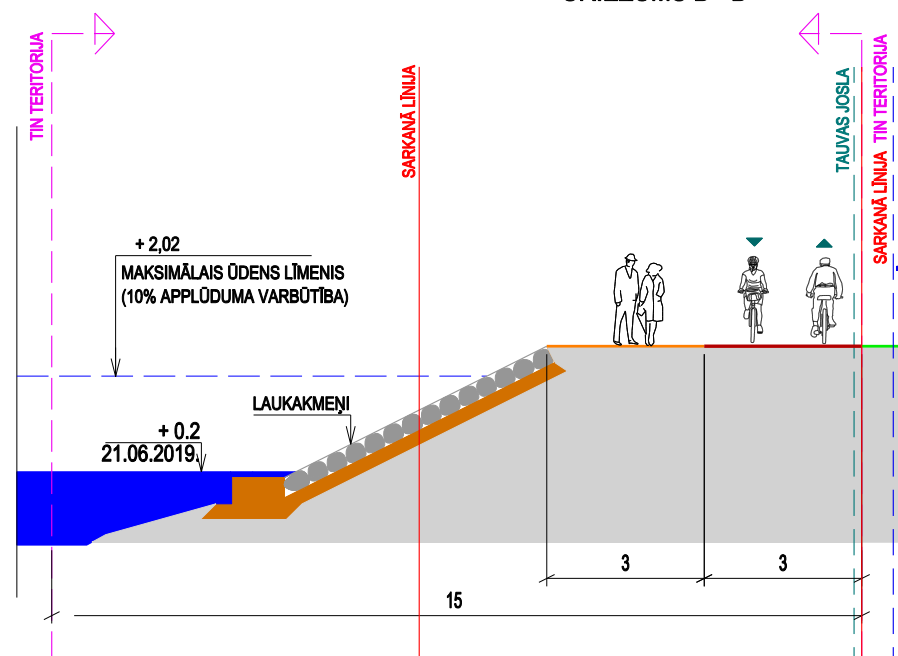 TIN TERITORIJA
SARKANĀ LĪNIJA
TAUVAS JOSLA
SARKANĀ LĪNIJA
TIN TERITORIJA
+ 2,02
MAKSIMĀLAIS ŪDENS LĪMENIS
(10% APPLŪDUMA VARBŪTĪBA)
LAUKAKMEŅI
+ 0.2
21.06.2019.
3
3
15